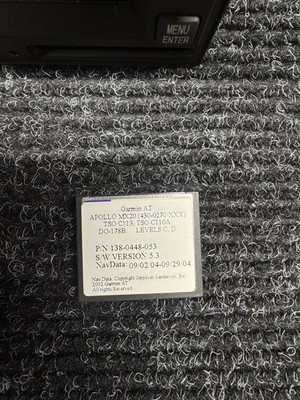 MENU
ENTER
Garmin AT
APOLLO MX20 (430-0270-XXX)
TSO C113, TSO C110A
DO-178B LEVELS C, D
P/N 138-0448-053
S/W VERSION 5.3
NavData: 09/02/04-09/29/04
Nav Data: Copyright Jeppesen Sanderson, Inc.
2002 Garmin AT
All rights Reserved